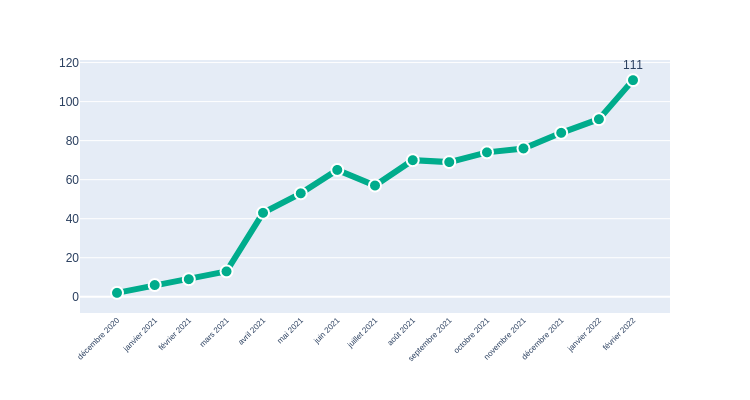 120
111
100
80
60
40
20
0
décembre 2020
janvier 2021
février 2021
mars 2021
avril 2021
mai 2021
juin 2021
juillet 2021
août 2021
septembre 2021
octobre 2021
novembre 2021
décembre 2021
janvier 2022
février 2022